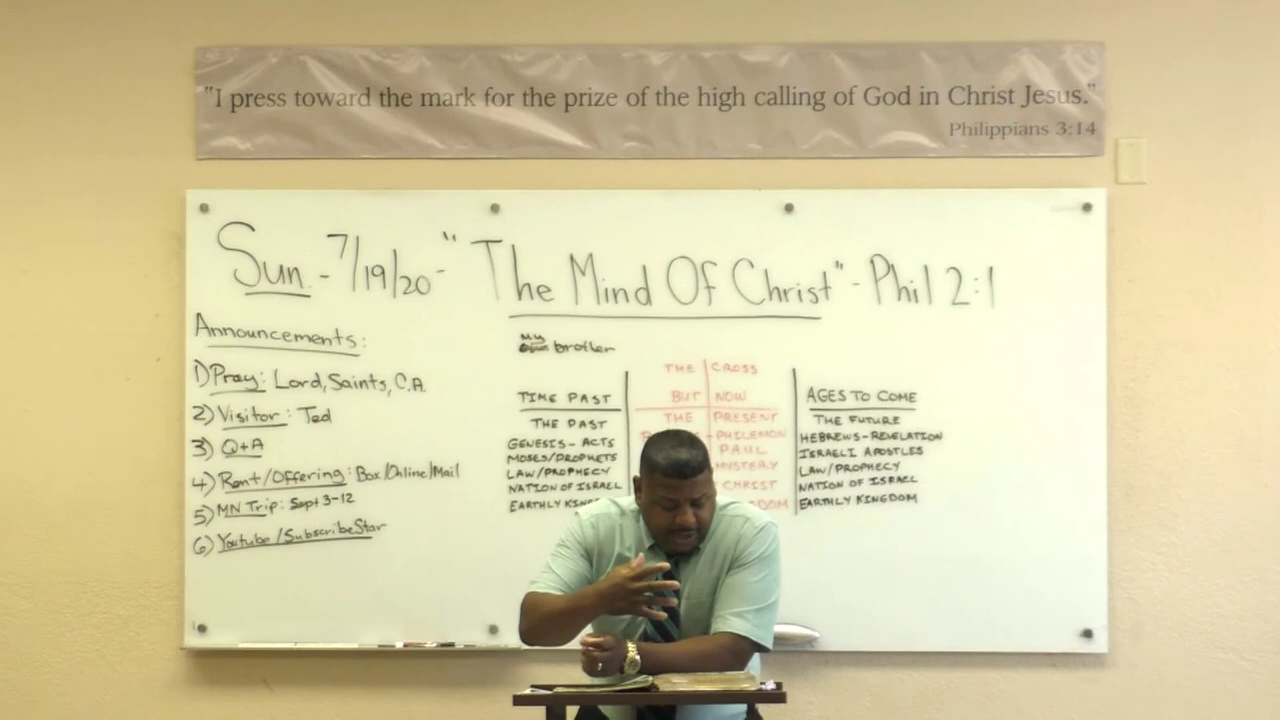 "I press toward the mark for the prize of the high calling of God in Christ Jesus."
Philippians 3:14
Sun. - 7/19/20 - "The Mind Of Christ" - Phil 2:1
Announcements:
1) Pray: Lord, Saints, C.A.
2) Visitor: Ted
3) Q+A
4) Rent/Offering: Box/Online/Mail
5) MN Trip: Sept 3-12
6) Youtube/SubscribeStar
My
brother
TIME PAST
THE PAST
GENESIS - ACTS
MOSES/PROPHETS
LAW/PROPHECY
NATION OF ISRAEL
EARTHLY
THE CROSS
BUT NOW
THE PRESENT
- PHILEMON
PAUL
MYSTERY
CHRIST
AGES TO COME
THE FUTURE
HEBREWS - REVELATION
ISRAELI APOSTLES
LAW/PROPHECY
NATION OF ISRAEL
EARTHLY KINGDOM